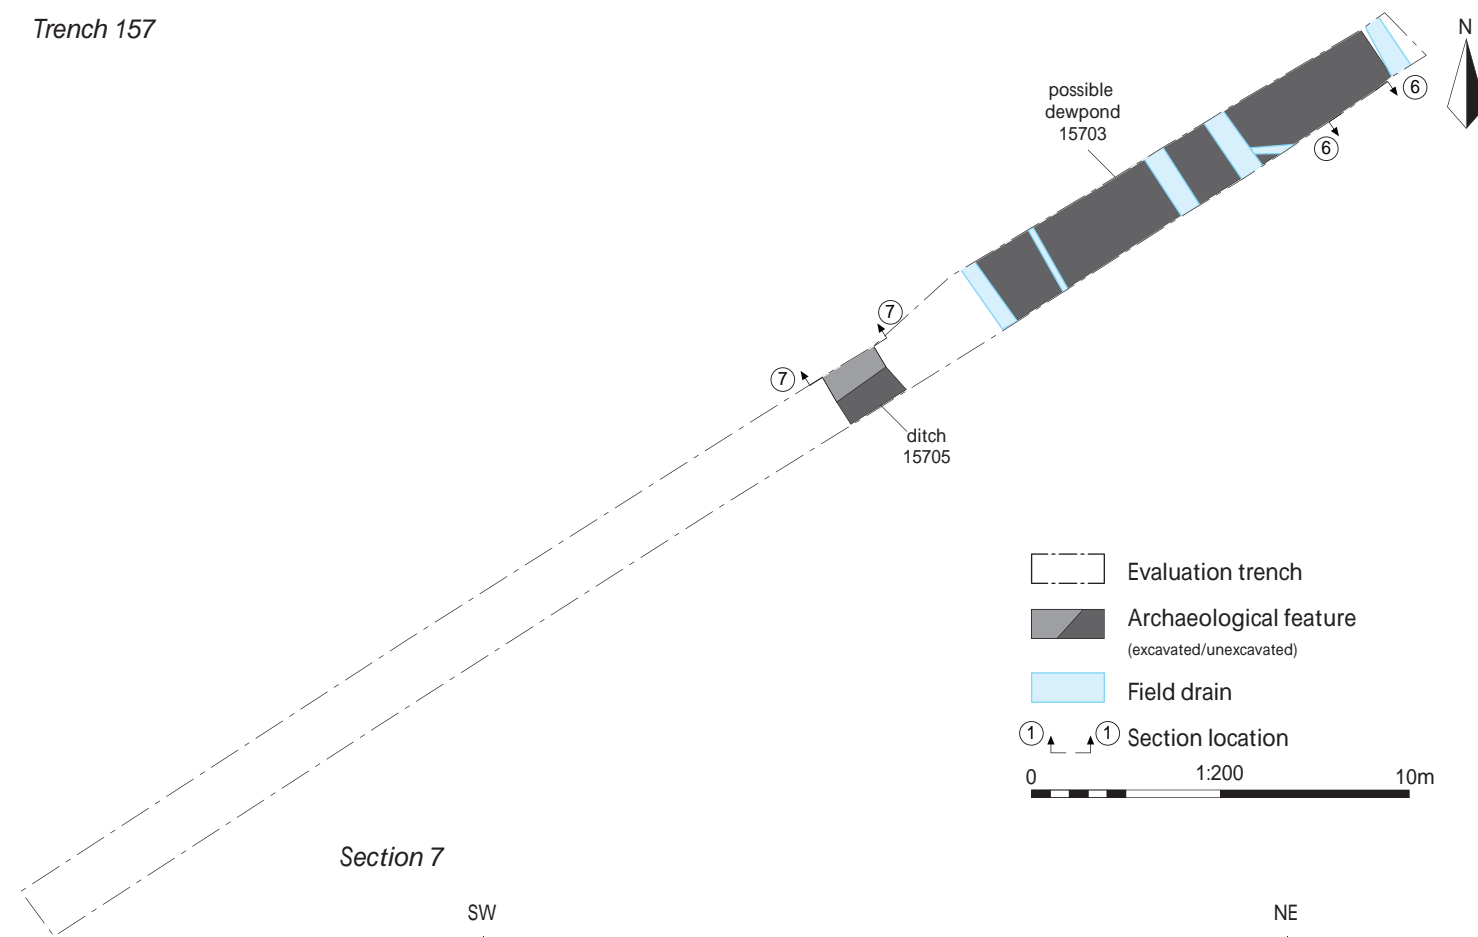 Trench 157
N
possible
dewpond
15703
6
6
7
7
ditch
15705
Evaluation trench
Archaeological feature
(excavated/unexcavated)
Field drain
1 1 Section location
0 1:200 10m
Section 7
SW NE